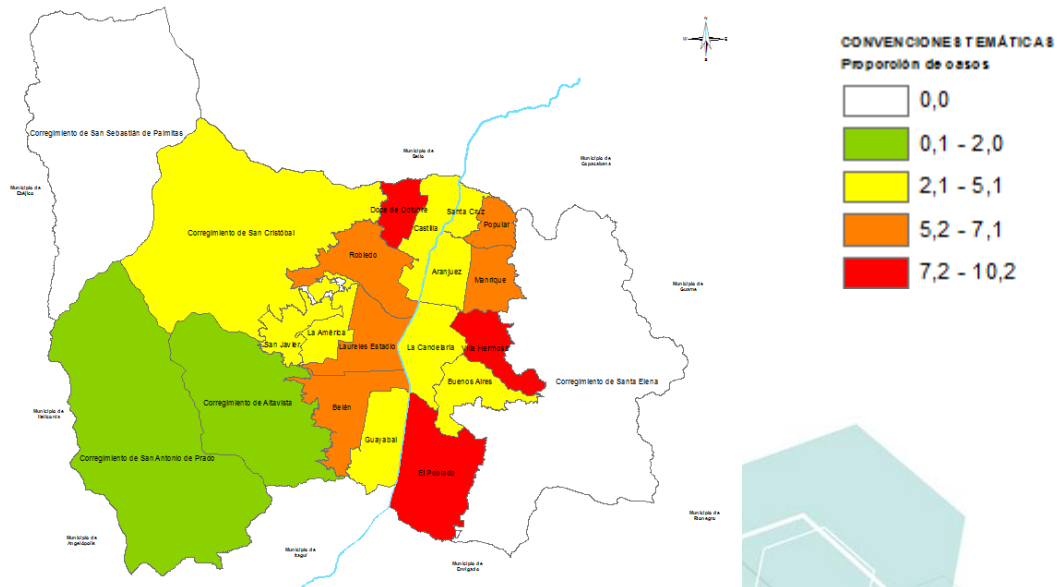 N
CONVENCIONES TEMÁTICAS
Proporción de casos
0,0
0,1 - 2,0
2,1 - 5,1
5,2 - 7,1
7,2 - 10,2
Corregimiento de San Sebastián de Palmitas
Municipio de
Bello
Municipio de
Copacabana
Municipio de
Ebéjico
Doce de Octubre
Santa Cruz
Castilla
Popular
Corregimiento de San Cristóbal
Robledo
Aranjuez
Manrique
Municipio de
Guarne
La América
San Javier
Laureles Estadio
La Candelaria
Villa Hermosa
Buenos Aires
Corregimiento de Santa Elena
Corregimiento de Altavista
Belén
Municipio de
Heliconia
Guayabal
Corregimiento de San Antonio de Prado
El Poblado
Municipio de
Rionegro
Municipio de
Angelópolis
Municipio de
Itagüí
Municipio de
Envigado